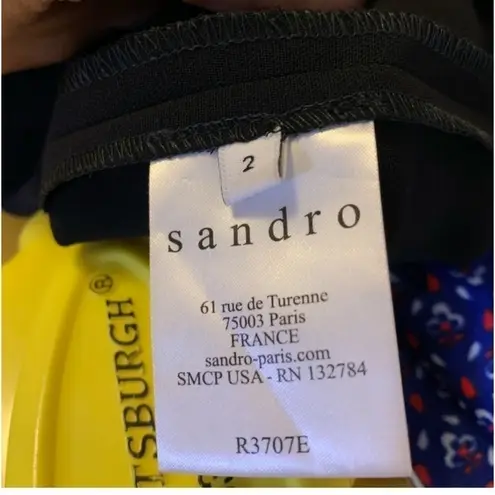 2
sandro
61 rue de Turenne
75003 Paris
FRANCE
sandro-paris.com
SMCP USA - RN 132784
R3707E
TSBURGH®